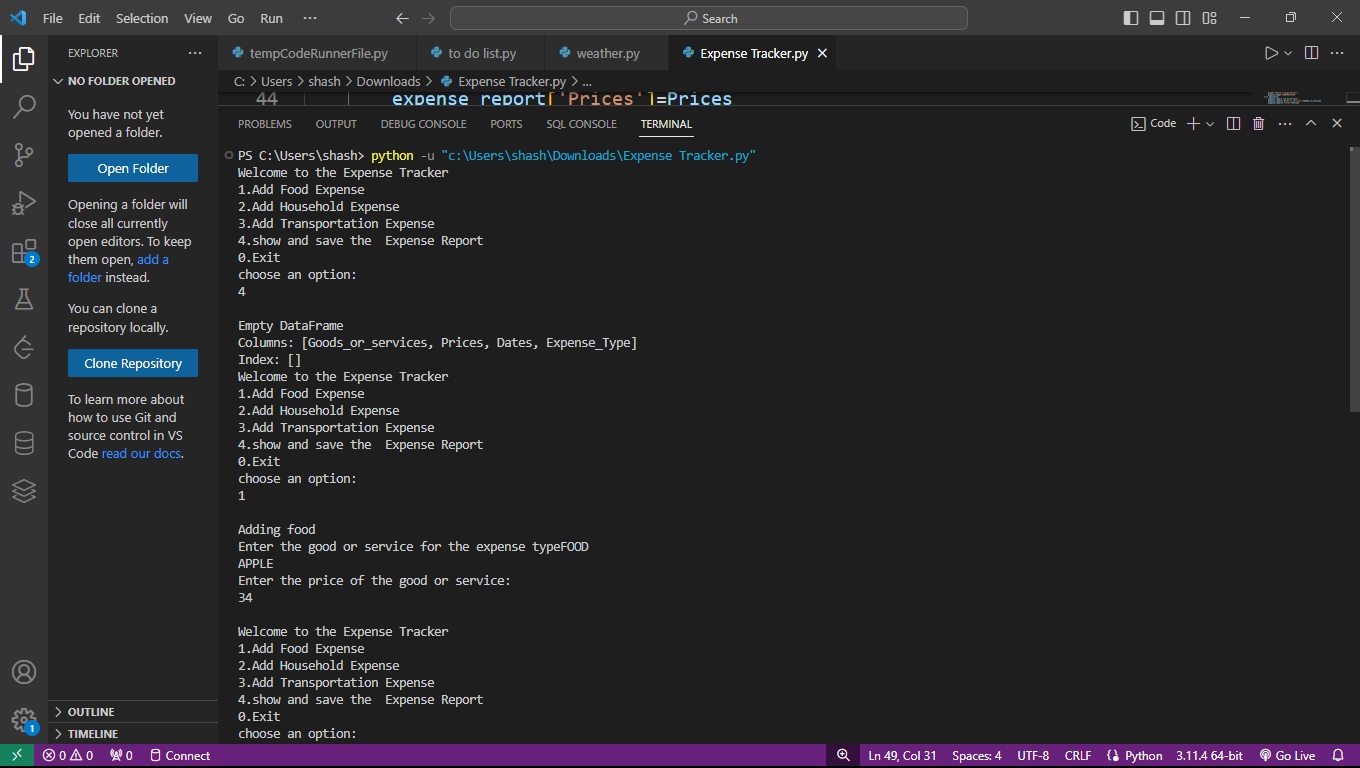 File Edit Selection View Go Run ··· Search
EXPLORER ···
NO FOLDER OPENED
You have not yet
opened a folder.
Open Folder
Opening a folder will
close all currently
open editors. To keep
them open, add a
folder instead.
You can clone a
repository locally.
Clone Repository
To learn more about
how to use Git and
source control in VS
Code read our docs.
OUTLINE
TIMELINE
2
1
tempCodeRunnerFile.py to do list.py weather.py Expense Tracker.py
C: > Users > shash > Downloads > Expense Tracker.py > ...
44 expense_report['Prices']=Prices
PROBLEMS OUTPUT DEBUG CONSOLE PORTS SQL CONSOLE TERMINAL Code
PS C:\Users\shash> python -u "c:\Users\shash\Downloads\Expense Tracker.py"
Welcome to the Expense Tracker
1.Add Food Expense
2.Add Household Expense
3.Add Transportation Expense
4.show and save the  Expense Report
0.Exit
choose an option:
4
Empty DataFrame
Columns: [Goods_or_services, Prices, Dates, Expense_Type]
Index: []
Welcome to the Expense Tracker
1.Add Food Expense
2.Add Household Expense
3.Add Transportation Expense
4.show and save the  Expense Report
0.Exit
choose an option:
1
Adding food
Enter the good or service for the expense typeFOOD
APPLE
Enter the price of the good or service:
34
Welcome to the Expense Tracker
1.Add Food Expense
2.Add Household Expense
3.Add Transportation Expense
4.show and save the  Expense Report
0.Exit
choose an option:
0 0 0 Connect Ln 49, Col 31 Spaces: 4 UTF-8 CRLF Python 3.11.4 64-bit Go Live